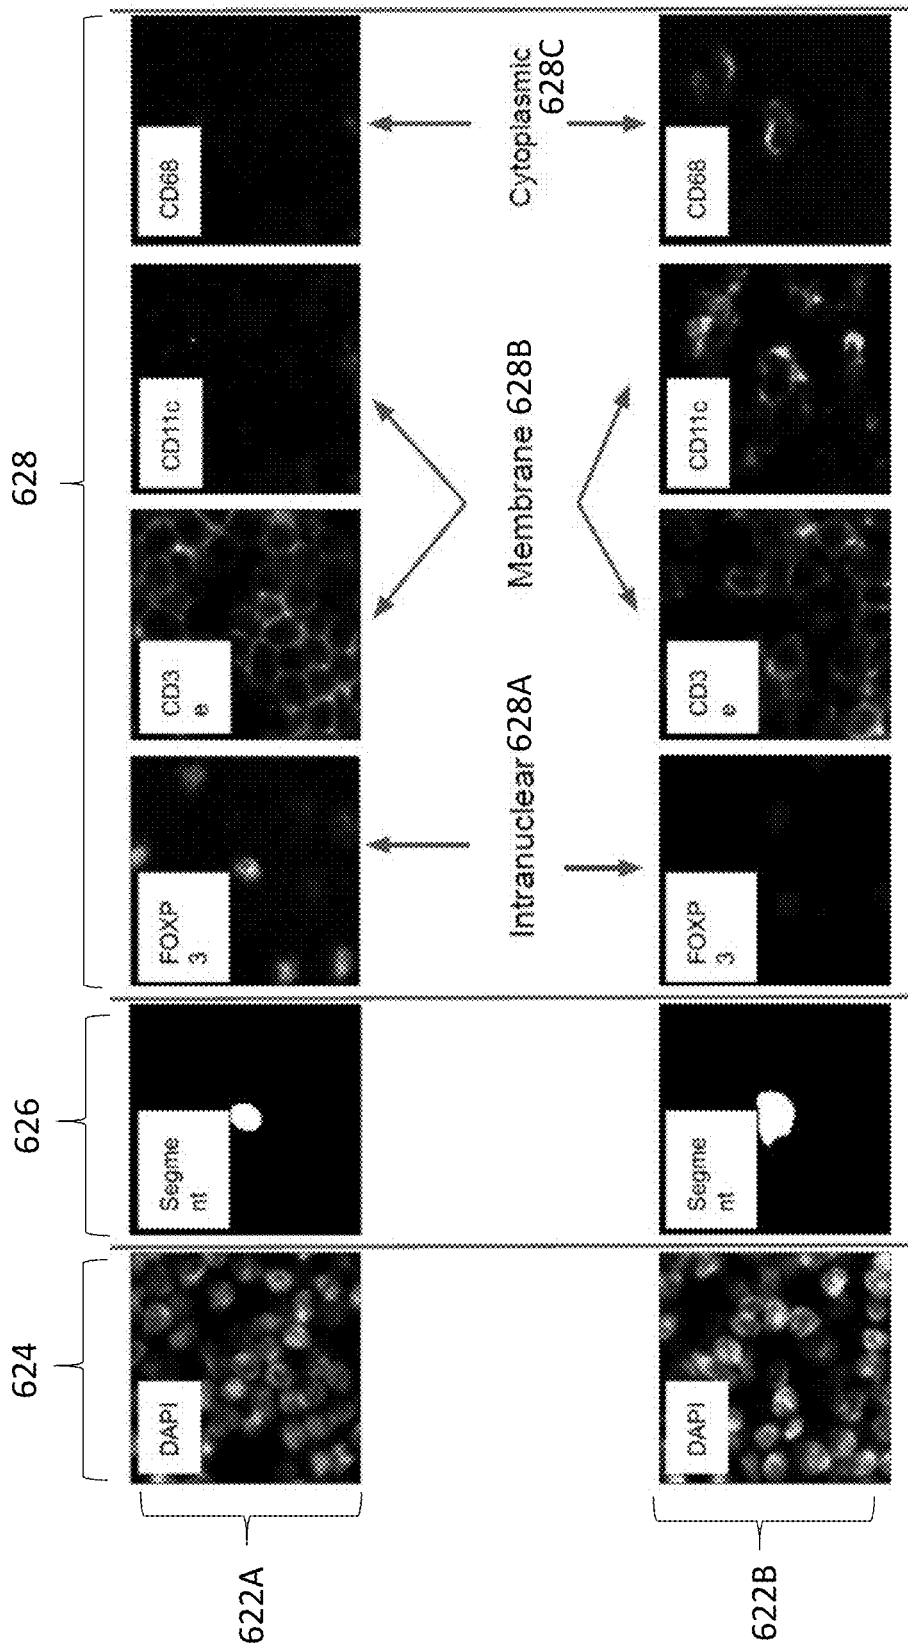 624
626
628
622A
DAPI
Segme
nt
FOXP
3
CD3
e
CD11c
CD68
Intranuclear 628A
Membrane 628B
Cytoplasmic
628C
622B
DAPI
Segme
nt
FOXP
3
CD3
e
CD11c
CD68